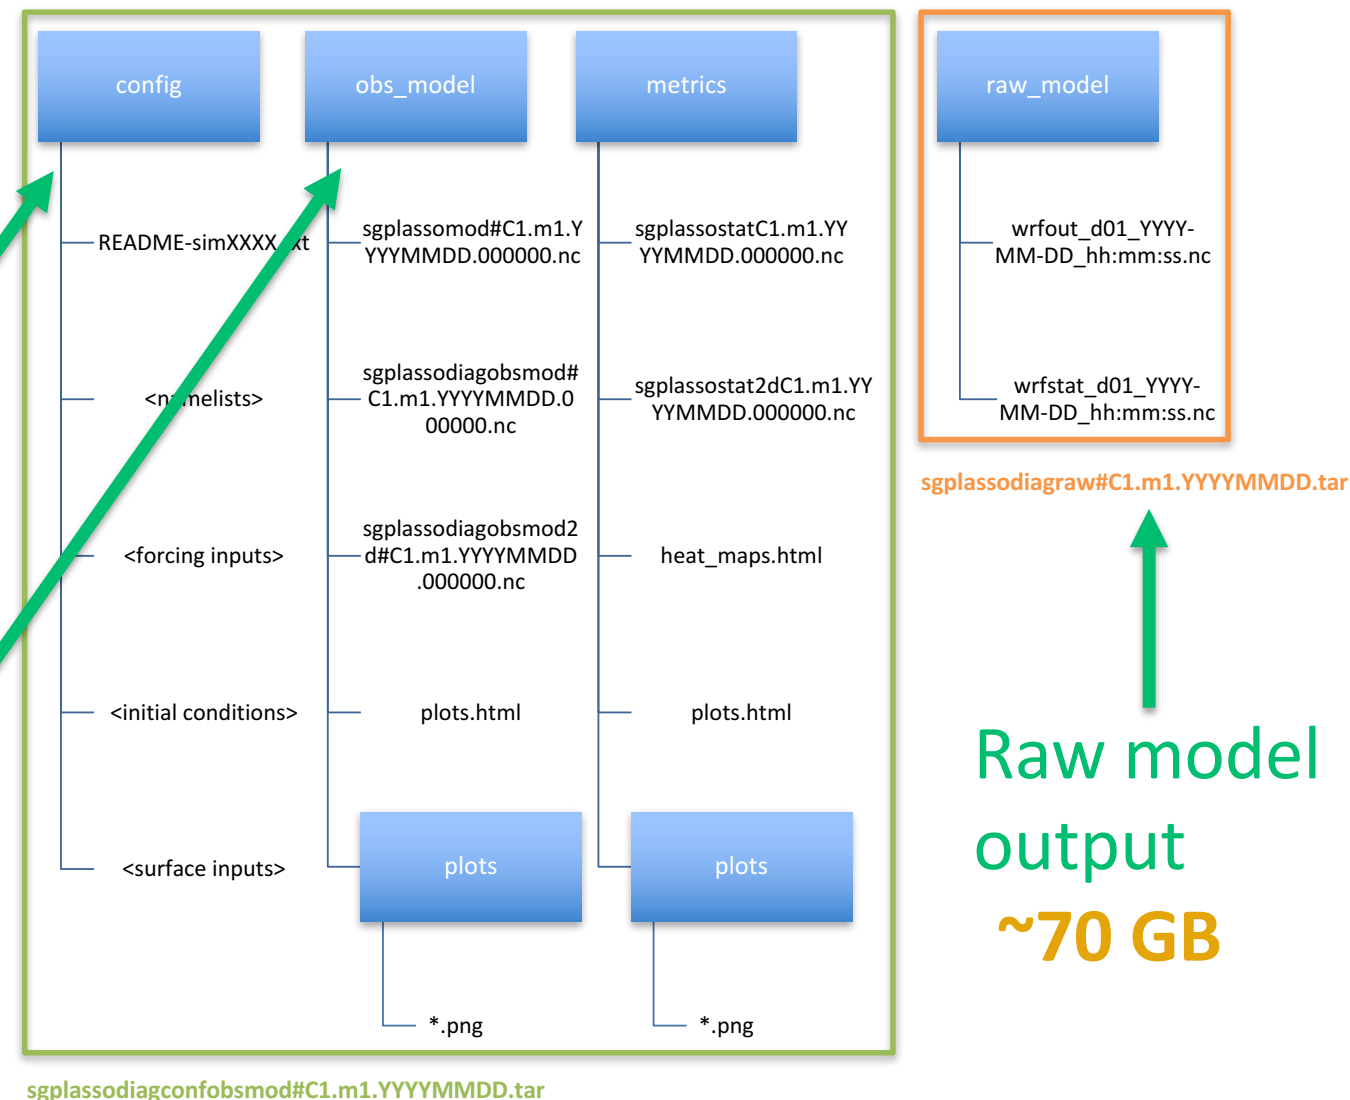 config
obs_model
metrics
raw_model
README-simXXXX.txt
sgplassomod#C1.m1.Y
YYYMMDD.000000.nc
sgplassostatC1.m1.YY
YYMMDD.000000.nc
wrfout_d01_YYYY-
MM-DD_hh:mm:ss.nc
<namelists>
sgplassodiagobsmod#
C1.m1.YYYYMMDD.0
00000.nc
sgplassostat2dC1.m1.YY
YYMMDD.000000.nc
wrfstat_d01_YYYY-
MM-DD_hh:mm:ss.nc
sgplassodiagraw#C1.m1.YYYYMMDD.tar
<forcing inputs>
sgplassodiagobsmod2
d#C1.m1.YYYYMMDD
.000000.nc
heat_maps.html
<initial conditions>
plots.html
plots.html
Raw model
output
~70 GB
<surface inputs>
plots
plots
*.png
*.png
sgplassodiagconfobsmod#C1.m1.YYYYMMDD.tar